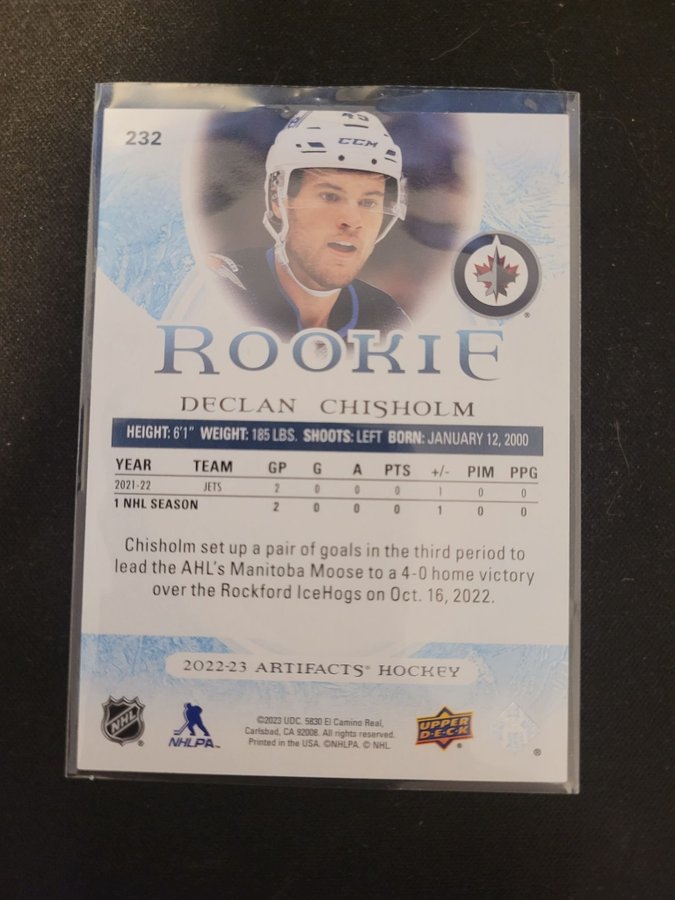 232
CCM
ROOKIE
DECLAN CHISHOLM
HEIGHT: 6'1" WEIGHT: 185 LBS. SHOOTS: LEFT BORN: JANUARY 12, 2000
YEAR TEAM GP G A PTS +/- PIM PPG
2021-22 JETS 2 0 0 0 1 0 0
1 NHL SEASON 2 0 0 0 1 0 0
Chisholm set up a pair of goals in the third period to
lead the AHL's Manitoba Moose to a 4-0 home victory
over the Rockford IceHogs on Oct. 16, 2022.
2022-23 ARTIFACTS® HOCKEY
NHL ®
NHLPA™
©2023 UDC. 5830 El Camino Real,
Carlsbad, CA 92008. All rights reserved.
Printed in the USA. ©NHLPA. © NHL.
UPPER
DECK ®
®